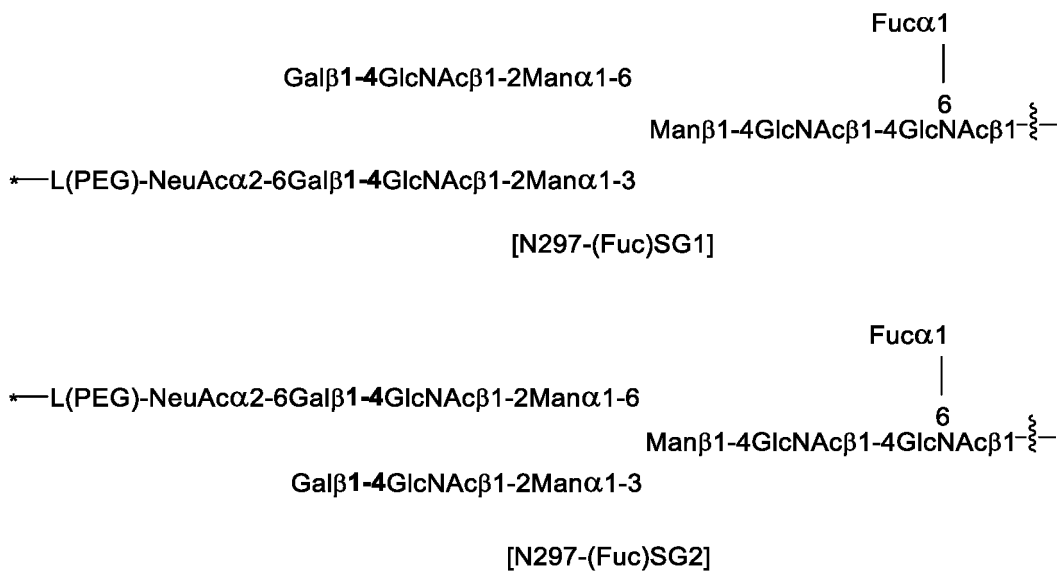 Fucα1
Galβ1-4GlcNAcβ1-2Manα1-6
6
Manβ1-4GlcNAcβ1-4GlcNAcβ1
*—L(PEG)-NeuAcα2-6Galβ1-4GlcNAcβ1-2Manα1-3
[N297-(Fuc)SG1]
Fucα1
*—L(PEG)-NeuAcα2-6Galβ1-4GlcNAcβ1-2Manα1-6
6
Manβ1-4GlcNAcβ1-4GlcNAcβ1
Galβ1-4GlcNAcβ1-2Manα1-3
[N297-(Fuc)SG2]